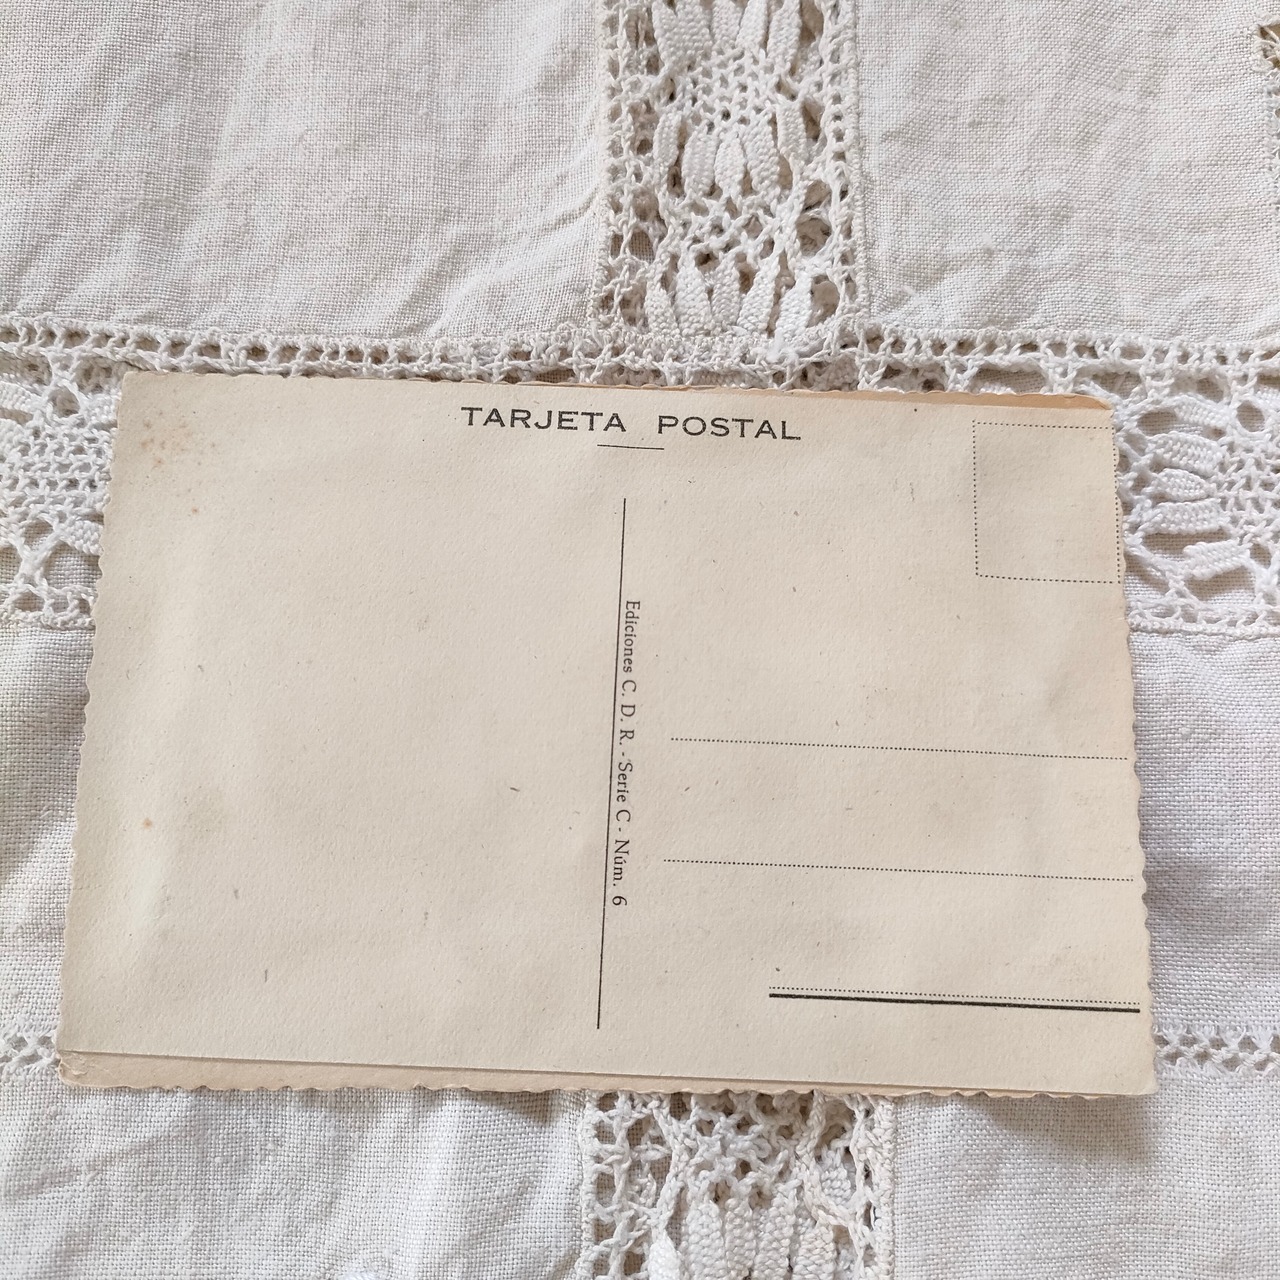 TARJETA POSTAL
Ediciones C. D. R. - Serie C - Núm. 6